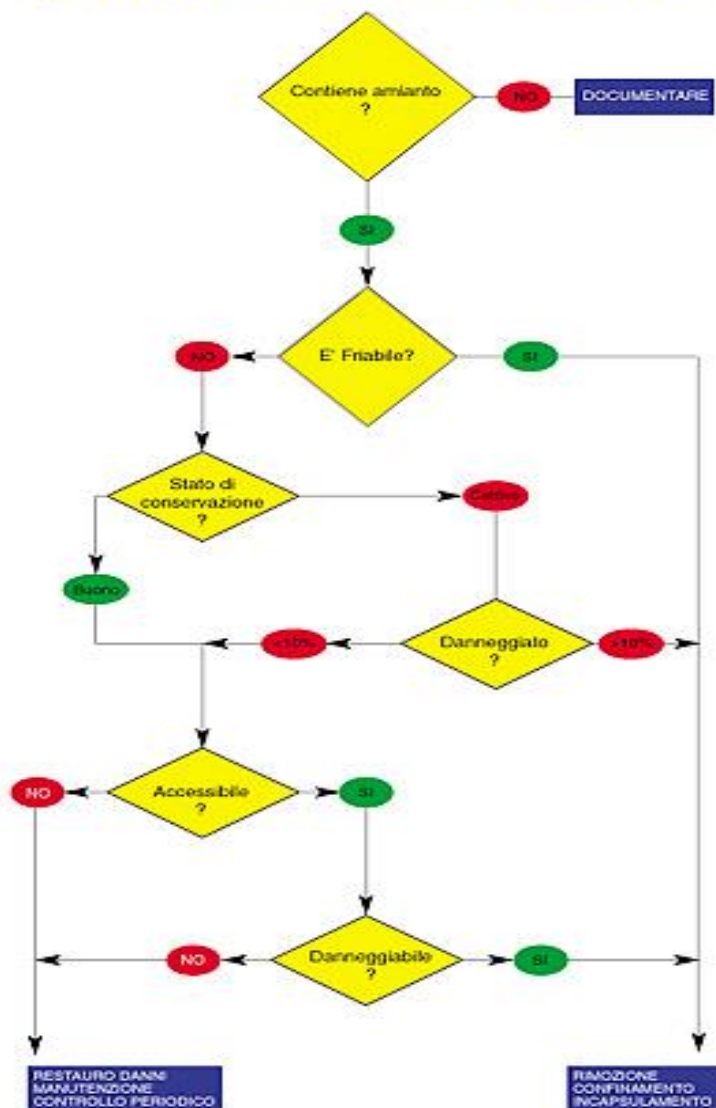 Contiene amianto
?
NO
DOCUMENTARE
SI
NO
E' Friabile?
SI
Stato di
conservazione
?
Cattivo
Buono
<10%
Danneggiato
?
>10%
NO
Accessibile
?
SI
NO
Danneggiabile
?
SI
RESTAURO DANNI
MANUTENZIONE
CONTROLLO PERIODICO
RIMOZIONE
CONFINAMENTO
INCAPSULAMENTO